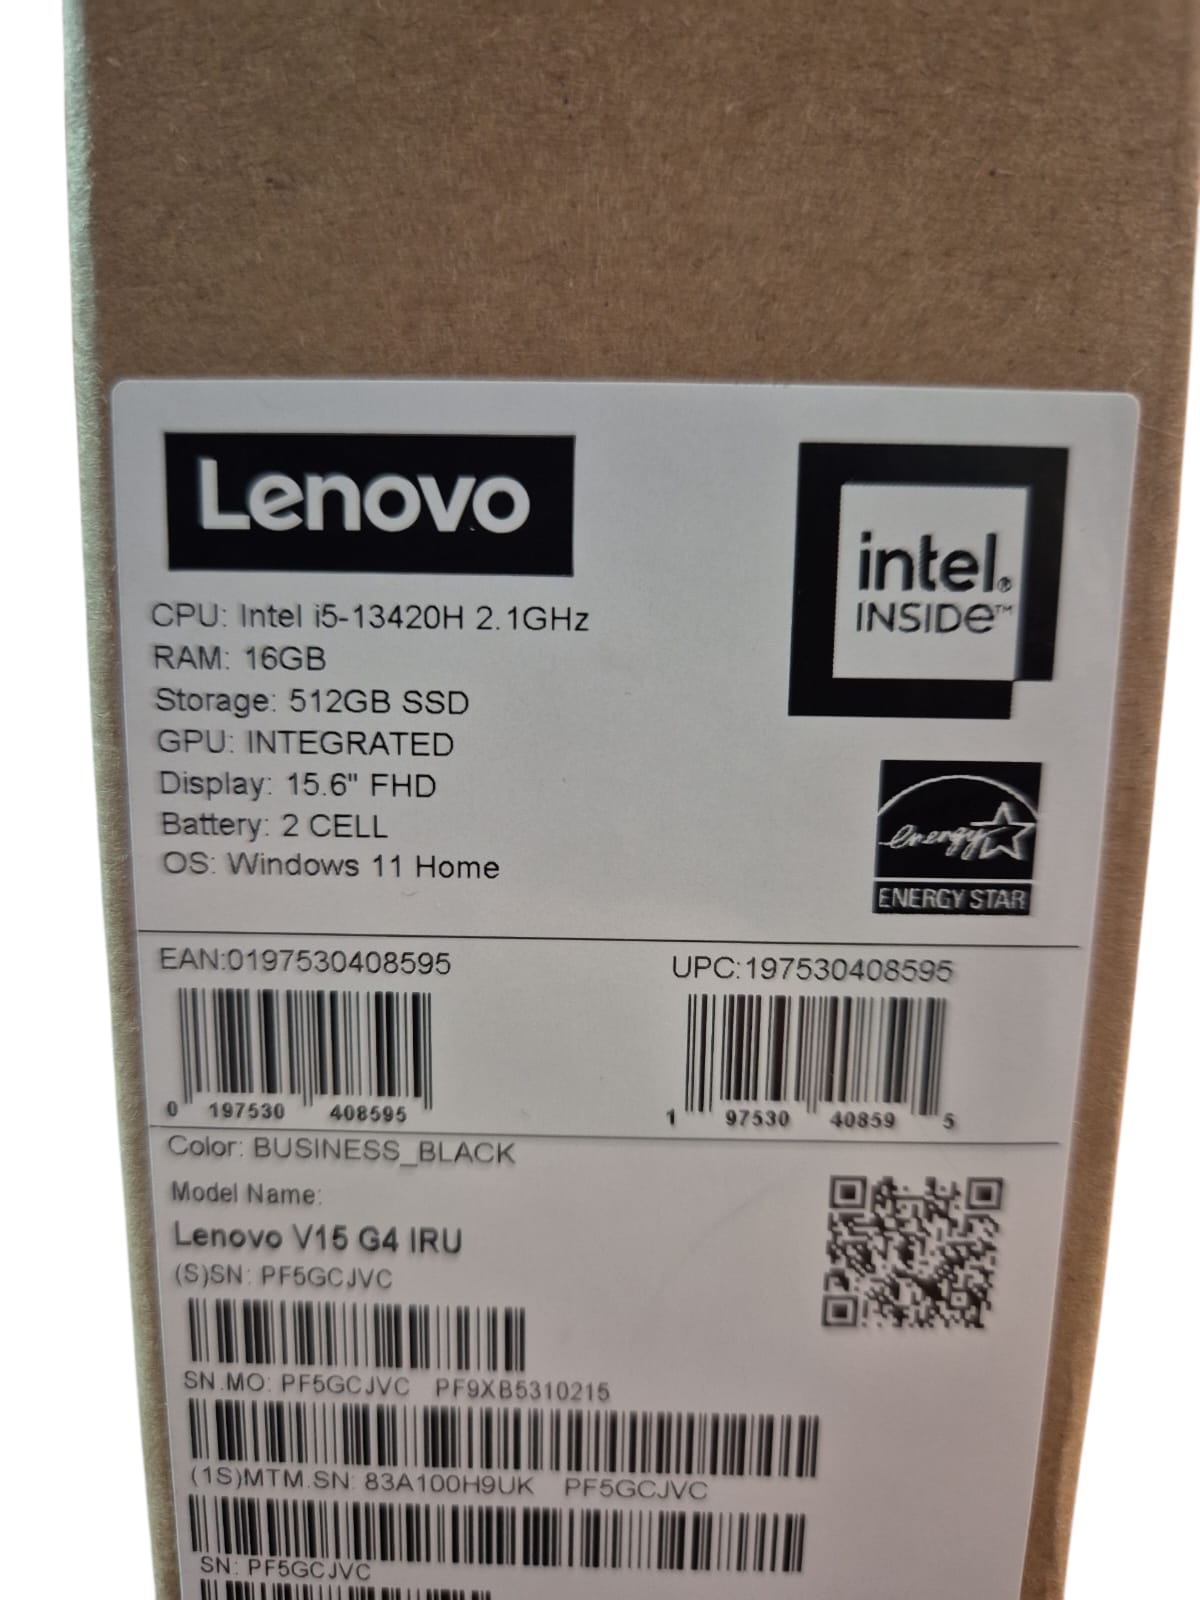 Lenovo
intel®
INSIDe™
CPU: Intel i5-13420H 2.1GHz
RAM: 16GB
Storage: 512GB SSD
GPU: INTEGRATED
Display: 15.6" FHD
Battery: 2 CELL
OS: Windows 11 Home
energy
ENERGY STAR
EAN:0197530408595
UPC:197530408595
0 197530 408595
1 97530 40859 5
Color: BUSINESS_BLACK
Model Name:
Lenovo V15 G4 IRU
(S)SN: PF5GCJVC
SN.MO: PF5GCJVC PF9XB5310215
(1S)MTM.SN: 83A100H9UK PF5GCJVC
SN: PF5GCJVC